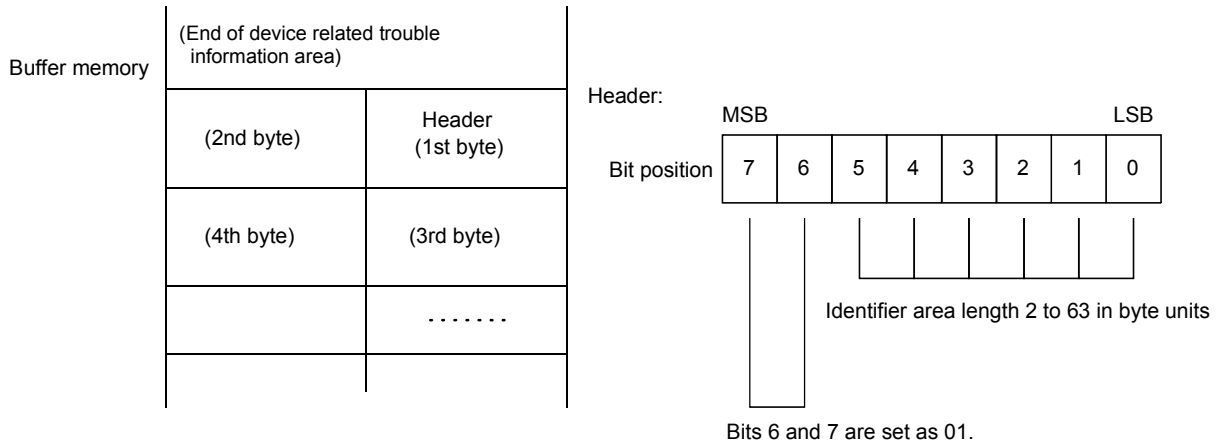 (End of device related trouble
information area)
Buffer memory
(2nd byte)
Header
(1st byte)
(4th byte)
(3rd byte)
.......
Header:
MSB
LSB
Bit position
7 6 5 4 3 2 1 0
Identifier area length 2 to 63 in byte units
Bits 6 and 7 are set as 01.